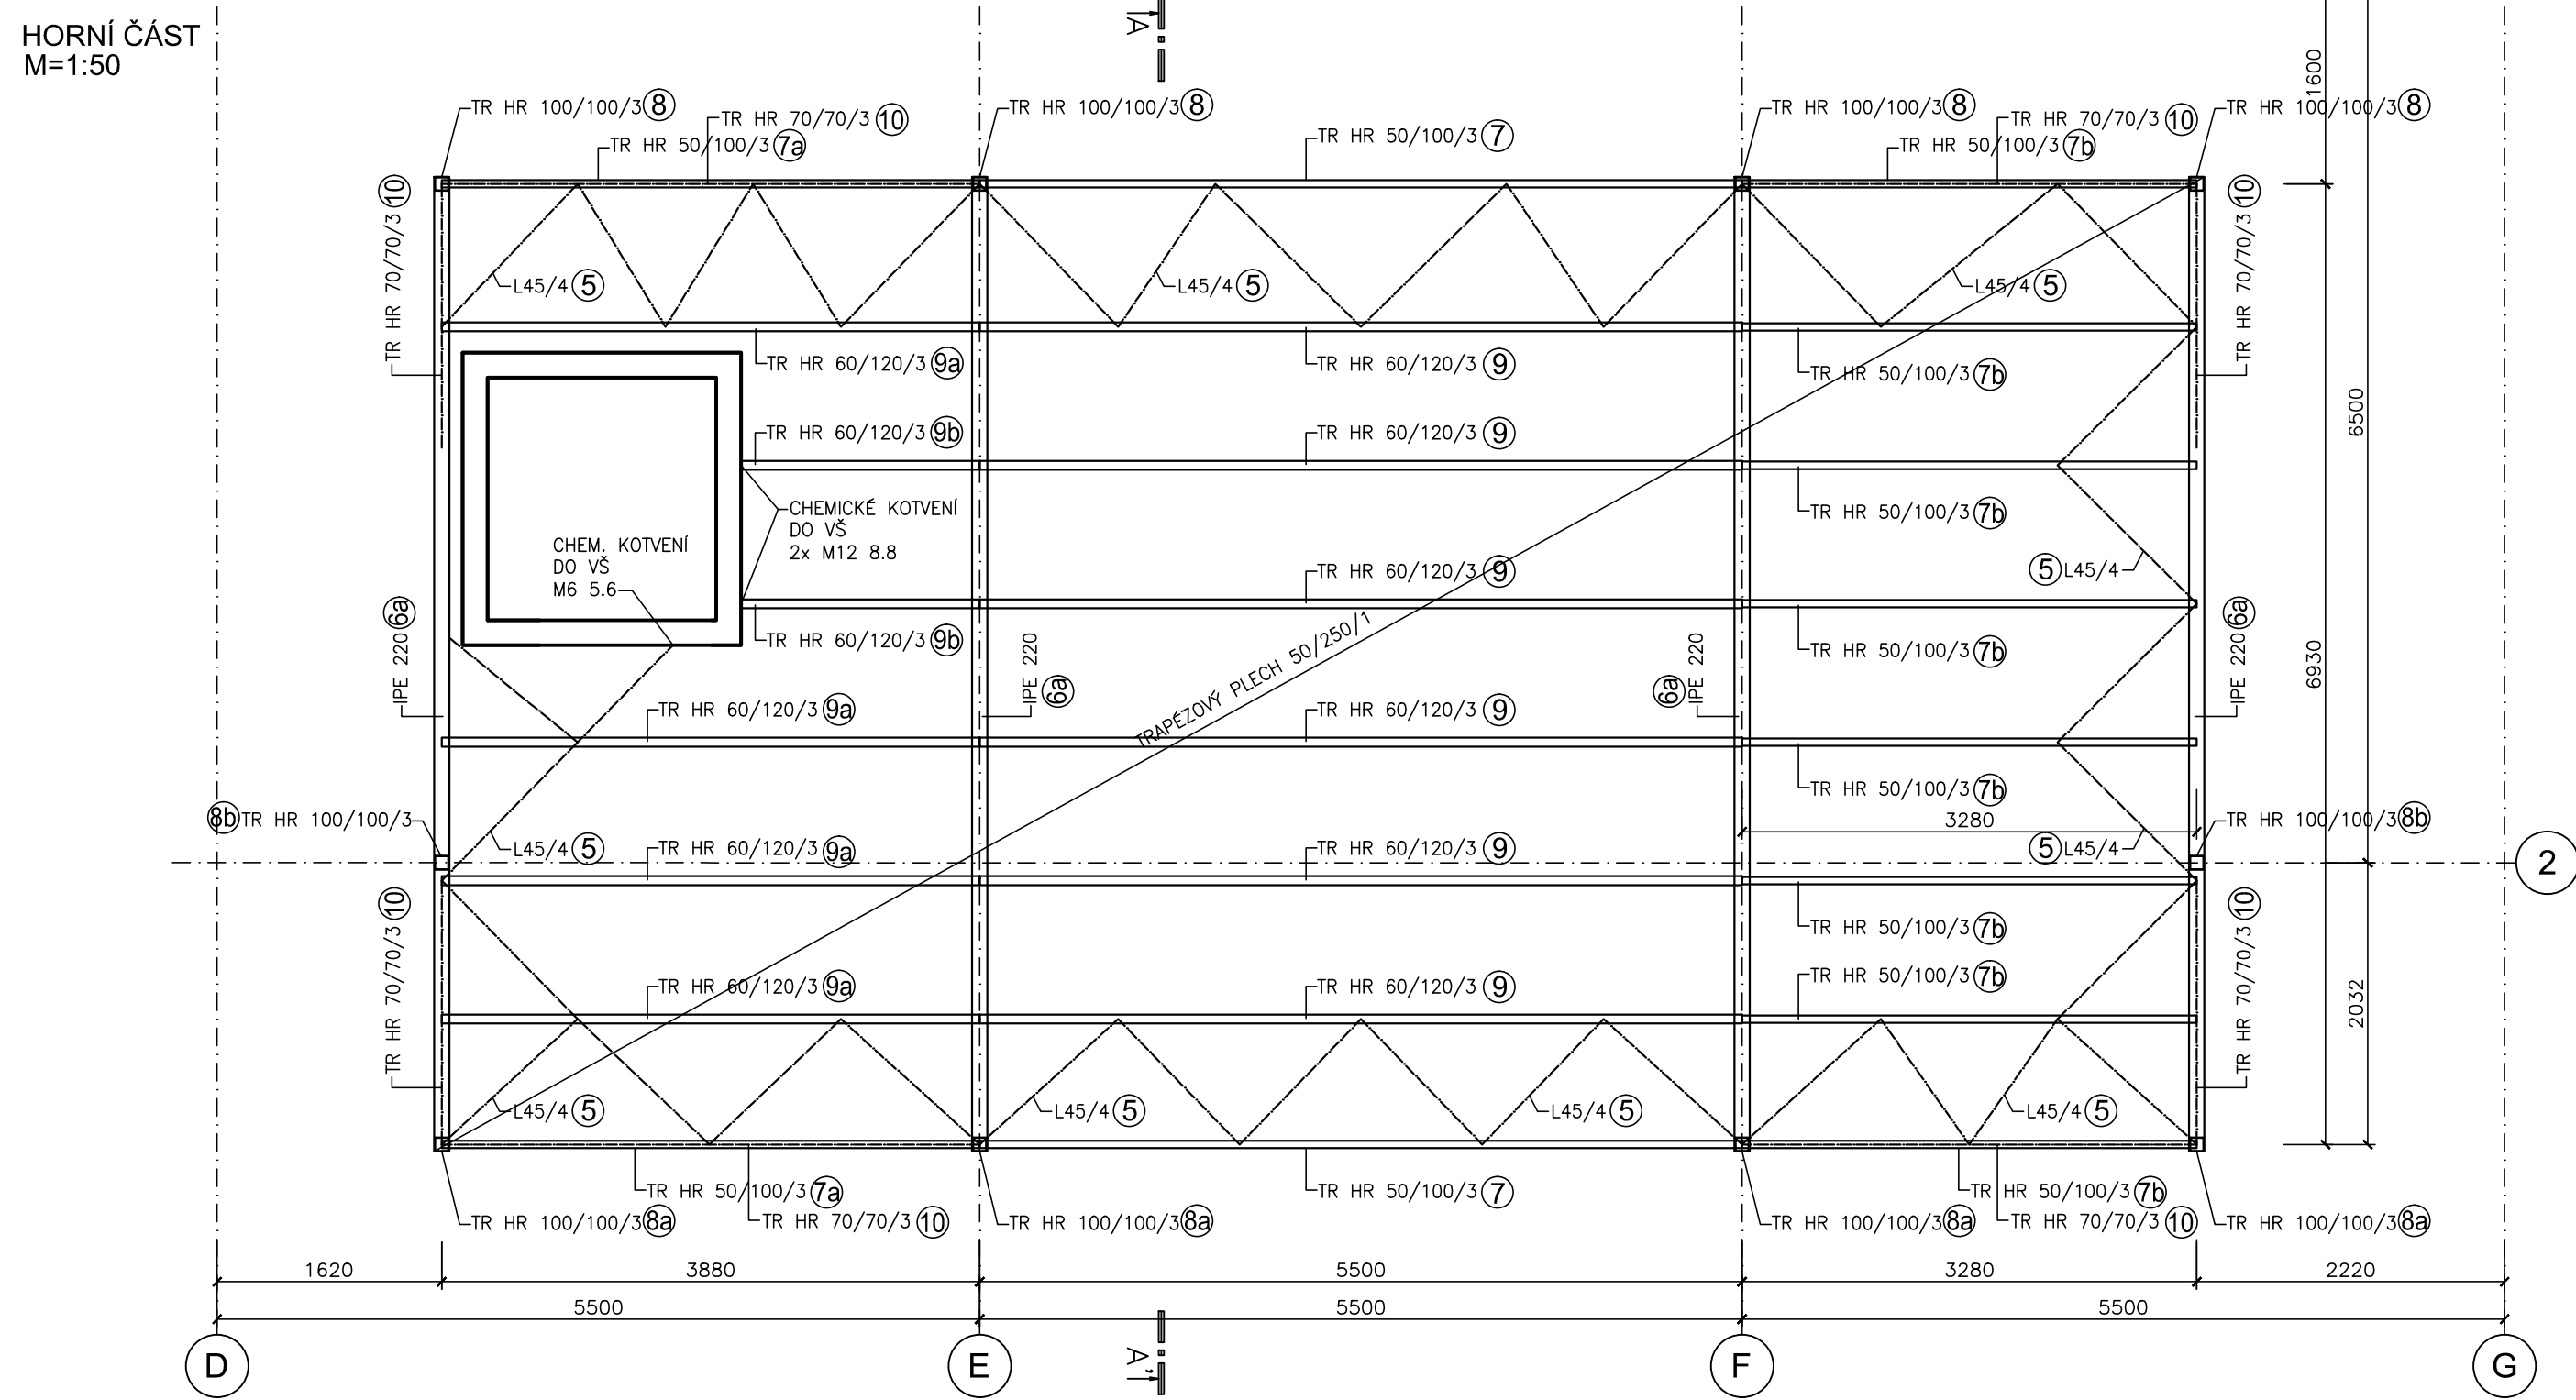 HORNÍ ČÁST
M=1:50
A
1600
TR HR 100/100/3 8
TR HR 70/70/3 10
TR HR 50/100/3 7a
TR HR 100/100/3 8
TR HR 50/100/3 7
TR HR 100/100/3 8
TR HR 70/70/3 10
TR HR 50/100/3 7b
TR HR 100/100/3 8
TR HR 70/70/3 10
TR HR 70/70/3 10
L45/4 5
L45/4 5
L45/4 5
TR HR 60/120/3 9a
TR HR 60/120/3 9
TR HR 50/100/3 7b
6500
TR HR 60/120/3 9b
TR HR 60/120/3 9
CHEMICKÉ KOTVENÍ
DO VŠ
2x M12 8.8
TR HR 50/100/3 7b
CHEM. KOTVENÍ
DO VŠ
M6 5.6
TR HR 60/120/3 9
5 L45/4
TR HR 60/120/3 9b
TR HR 50/100/3 7b
IPE 220 6a
IPE 220
6a
IPE 220
6a
IPE 220 6a
TRAPÉZOVÝ PLECH 50/250/1
6930
TR HR 60/120/3 9a
TR HR 60/120/3 9
TR HR 50/100/3 7b
8b TR HR 100/100/3
3280
TR HR 100/100/3 8b
L45/4 5
TR HR 60/120/3 9a
TR HR 60/120/3 9
5 L45/4
2
TR HR 70/70/3 10
TR HR 50/100/3 7b
TR HR 70/70/3 10
TR HR 60/120/3 9a
TR HR 60/120/3 9
TR HR 50/100/3 7b
2032
L45/4 5
L45/4 5
L45/4 5
L45/4 5
TR HR 50/100/3 7a
TR HR 50/100/3 7
TR HR 50/100/3 7b
TR HR 100/100/3 8a
TR HR 70/70/3 10
TR HR 100/100/3 8a
TR HR 100/100/3 8a
TR HR 70/70/3 10
TR HR 100/100/3 8a
1620
3880
5500
3280
2220
5500
5500
5500
D
E
A'
F
G